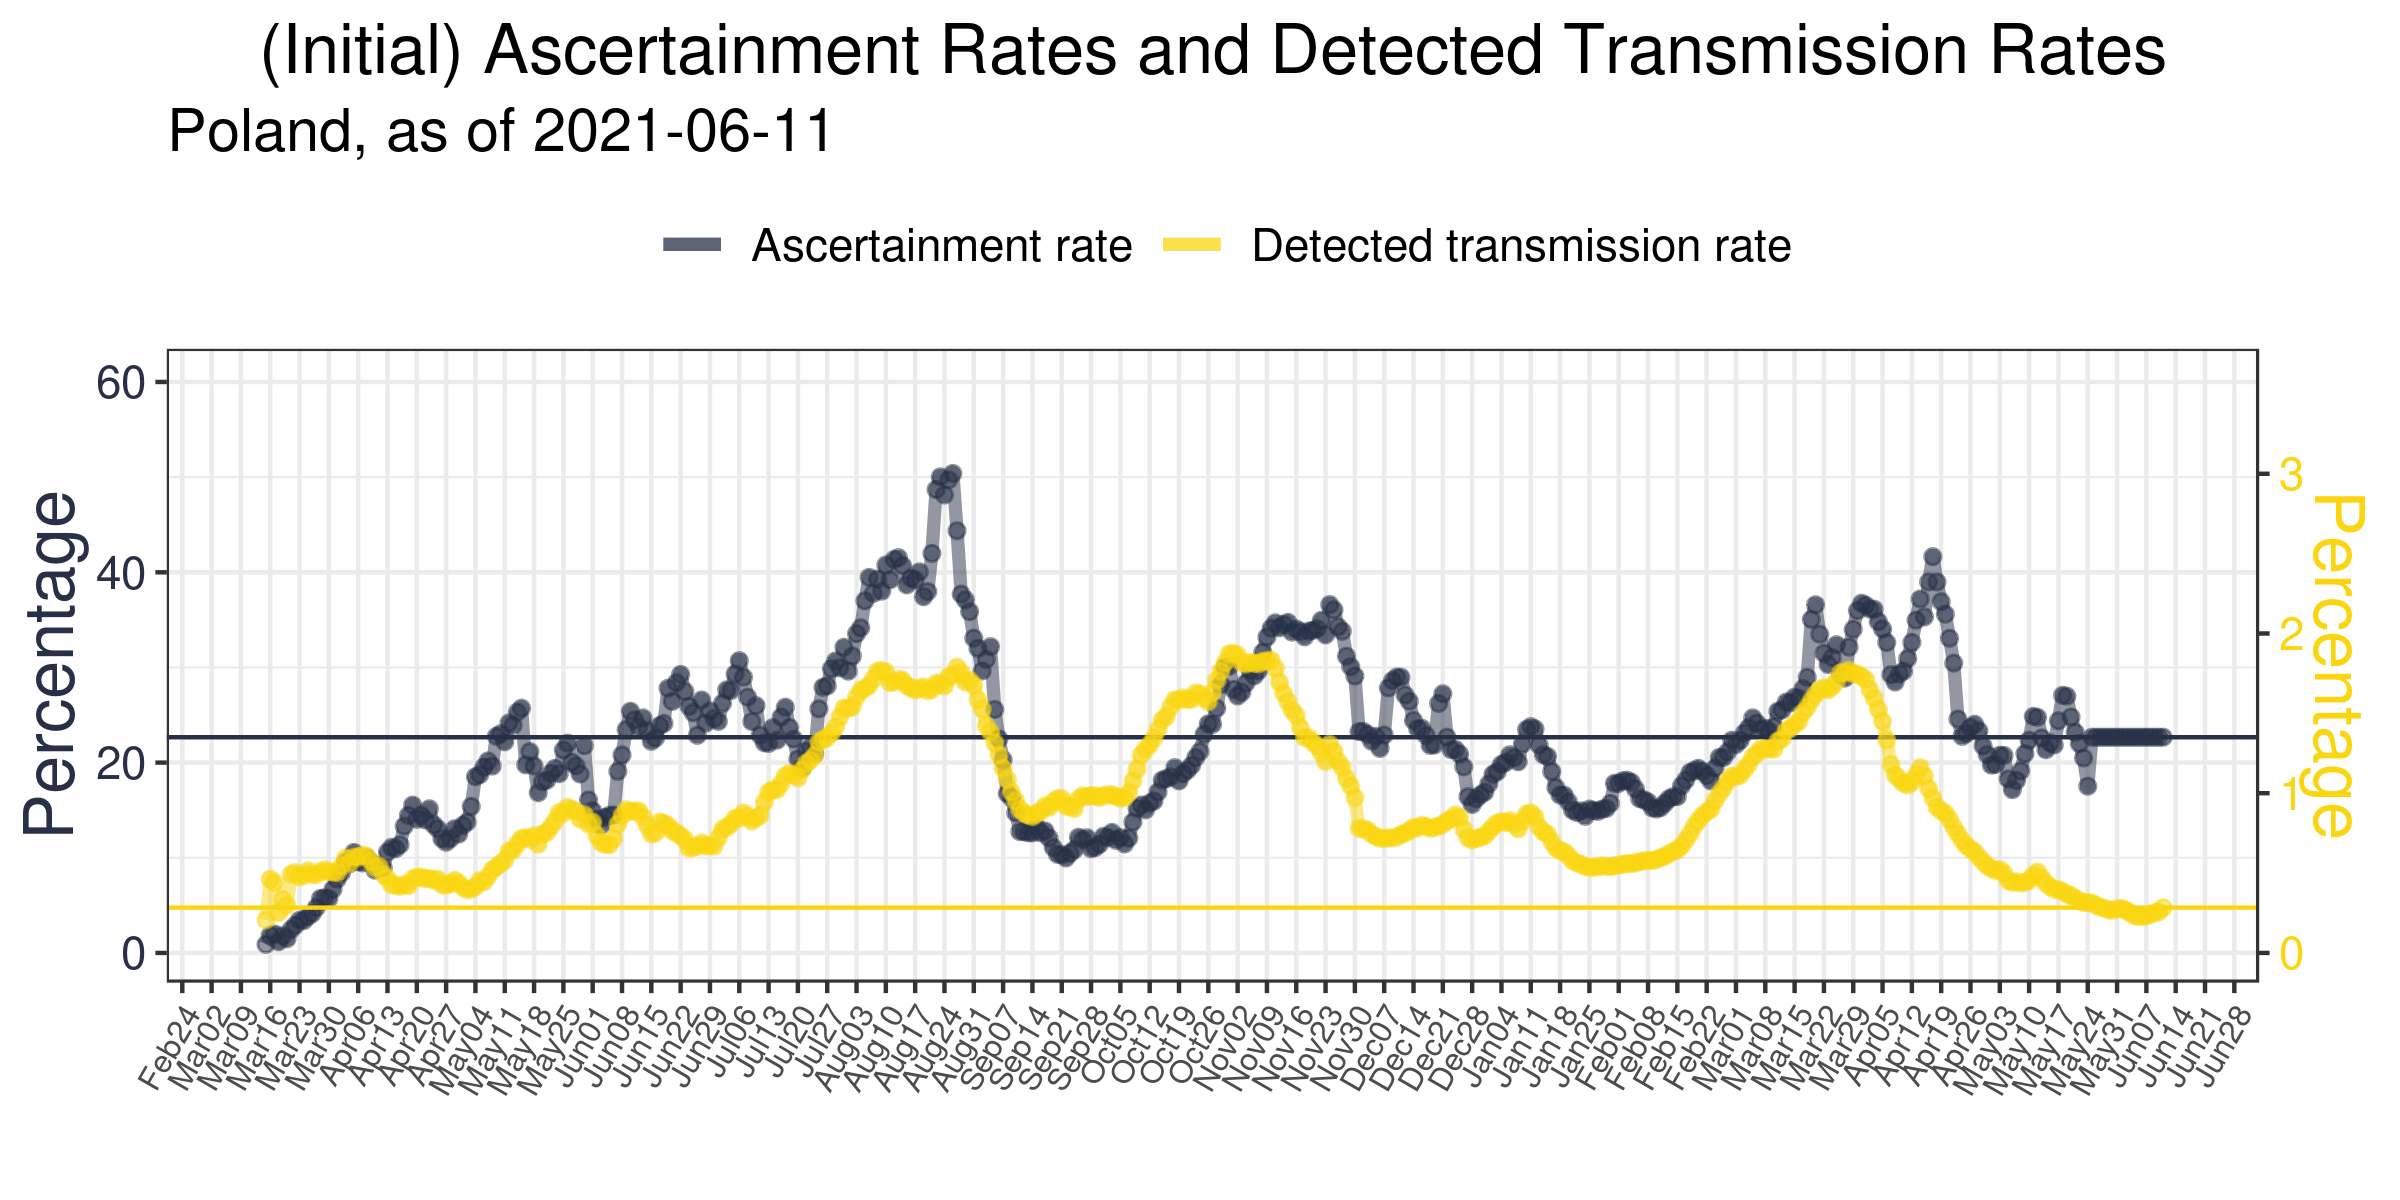 (Initial) Ascertainment Rates and Detected Transmission Rates
Poland, as of 2021-06-11
Ascertainment rate
Detected transmission rate
Percentage
60
40
20
0
3
2
1
0
Percentage
Feb24
Mar02
Mar09
Mar16
Mar23
Mar30
Apr06
Apr13
Apr20
Apr27
May04
May11
May18
May25
Jun01
Jun08
Jun15
Jun22
Jun29
Jul06
Jul13
Jul20
Jul27
Aug03
Aug10
Aug17
Aug24
Aug31
Sep07
Sep14
Sep21
Sep28
Oct05
Oct12
Oct19
Oct26
Nov02
Nov09
Nov16
Nov23
Nov30
Dec07
Dec14
Dec21
Dec28
Jan04
Jan11
Jan18
Jan25
Feb01
Feb08
Feb15
Feb22
Mar01
Mar08
Mar15
Mar22
Mar29
Apr05
Apr12
Apr19
Apr26
May03
May10
May17
May24
May31
Jun07
Jun14
Jun21
Jun28